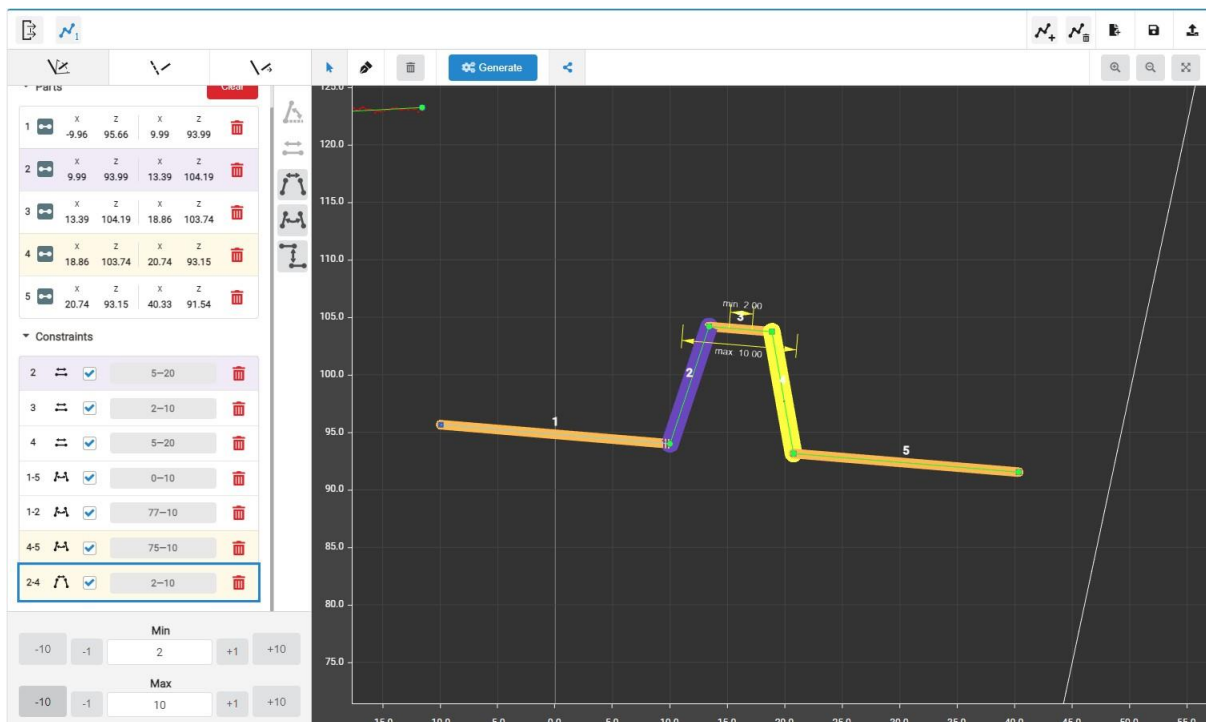 1
Generate
Parts
Clear
x z x z
1 -9.96 95.66 9.99 93.99
x z x z
2 9.99 93.99 13.39 104.19
x z x z
3 13.39 104.19 18.86 103.74
x z x z
4 18.86 103.74 20.74 93.15
x z x z
5 20.74 93.15 40.33 91.54
Constraints
2 5—20
3 2—10
4 5—20
1-5 0—10
1-2 77—10
4-5 75—10
2-4 2—10
Min
-10 -1 2 +1 +10
Max
-10 -1 10 +1 +10
125.0
120.0
115.0
110.0
105.0
100.0
95.0
90.0
85.0
80.0
75.0
min 2.00
3
max 10.00
2
4
1
5
-10.0 -5.0 0.0 5.0 10.0 15.0 20.0 25.0 30.0 35.0 40.0 45.0 50.0 55.0